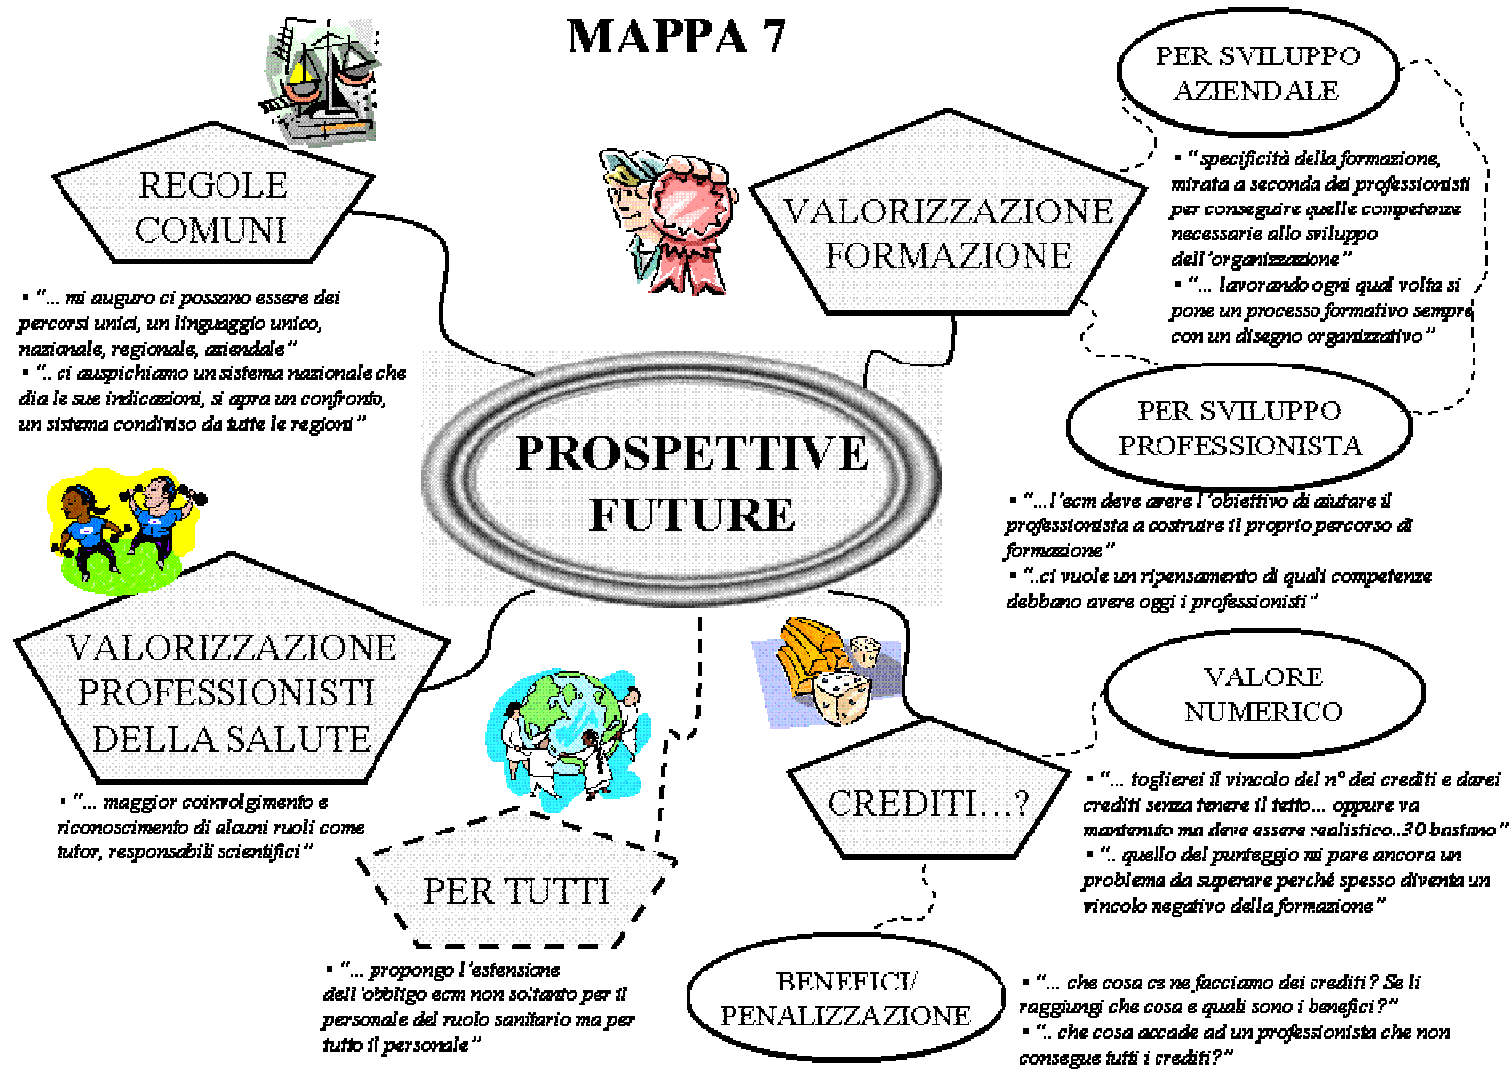 MAPPA 7
REGOLE
COMUNI
• “... mi auguro ci possano essere dei
percorsi unici, un linguaggio unico,
nazionale, regionale, aziendale”
• “.. ci auspichiamo un sistema nazionale che
dia le sue indicazioni, si apra un confronto,
un sistema condiviso da tutte le regioni”
VALORIZZAZIONE
FORMAZIONE
PER SVILUPPO
AZIENDALE
• “specificità della formazione,
mirata a seconda dei professionisti
per conseguire quelle competenze
necessarie allo sviluppo
dell’organizzazione”
• “... lavorando ogni qual volta si
pone un processo formativo sempre
con un disegno organizzativo”
PER SVILUPPO
PROFESSIONISTA
• “...l’ecm deve avere l’obiettivo di aiutare il
professionista a costruire il proprio percorso di
formazione”
• “..ci vuole un ripensamento di quali competenze
debbano avere oggi i professionisti”
PROSPETTIVE
FUTURE
VALORIZZAZIONE
PROFESSIONISTI
DELLA SALUTE
• “... maggior coinvolgimento e
riconoscimento di alcuni ruoli come
tutor, responsabili scientifici”
PER TUTTI
• “... propongo l’estensione
dell’obbligo ecm non soltanto per il
personale del ruolo sanitario ma per
tutto il personale”
CREDITI...?
VALORE
NUMERICO
• “... toglierei il vincolo del n° dei crediti e darei
crediti senza tenere il tetto... oppure va
mantenuto ma deve essere realistico..30 bastano”
• “.. quello del punteggio mi pare ancora un
problema da superare perché spesso diventa un
vincolo negativo della formazione”
BENEFICI/
PENALIZZAZIONE
• “... che cosa ce ne facciamo dei crediti? Se li
raggiungi che cosa e quali sono i benefici?”
• “.. che cosa accade ad un professionista che non
consegue tutti i crediti?”